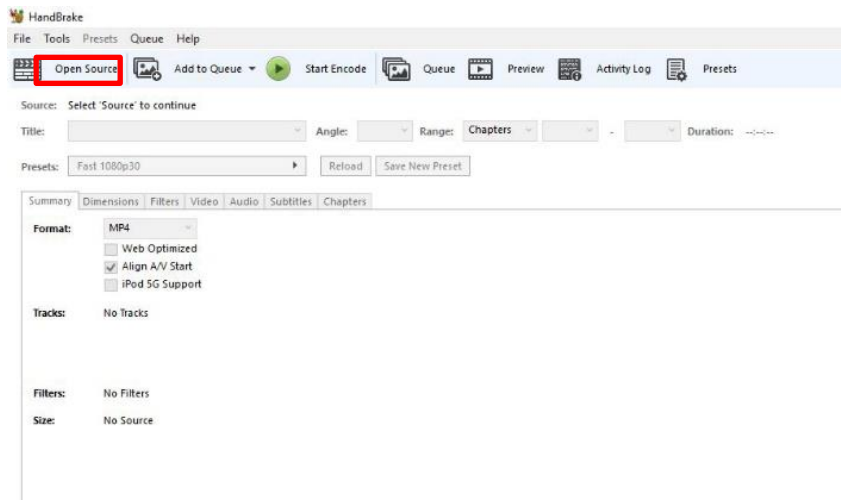 HandBrake
File Tools Presets Queue Help
Open Source Add to Queue Start Encode Queue Preview Activity Log Presets
Source: Select 'Source' to continue
Title: Angle: Range: Chapters - Duration: --:--:--
Presets: Fast 1080p30 Reload Save New Preset
Summary Dimensions Filters Video Audio Subtitles Chapters
Format: MP4
Web Optimized
Align A/V Start
iPod 5G Support
Tracks: No Tracks
Filters: No Filters
Size: No Source